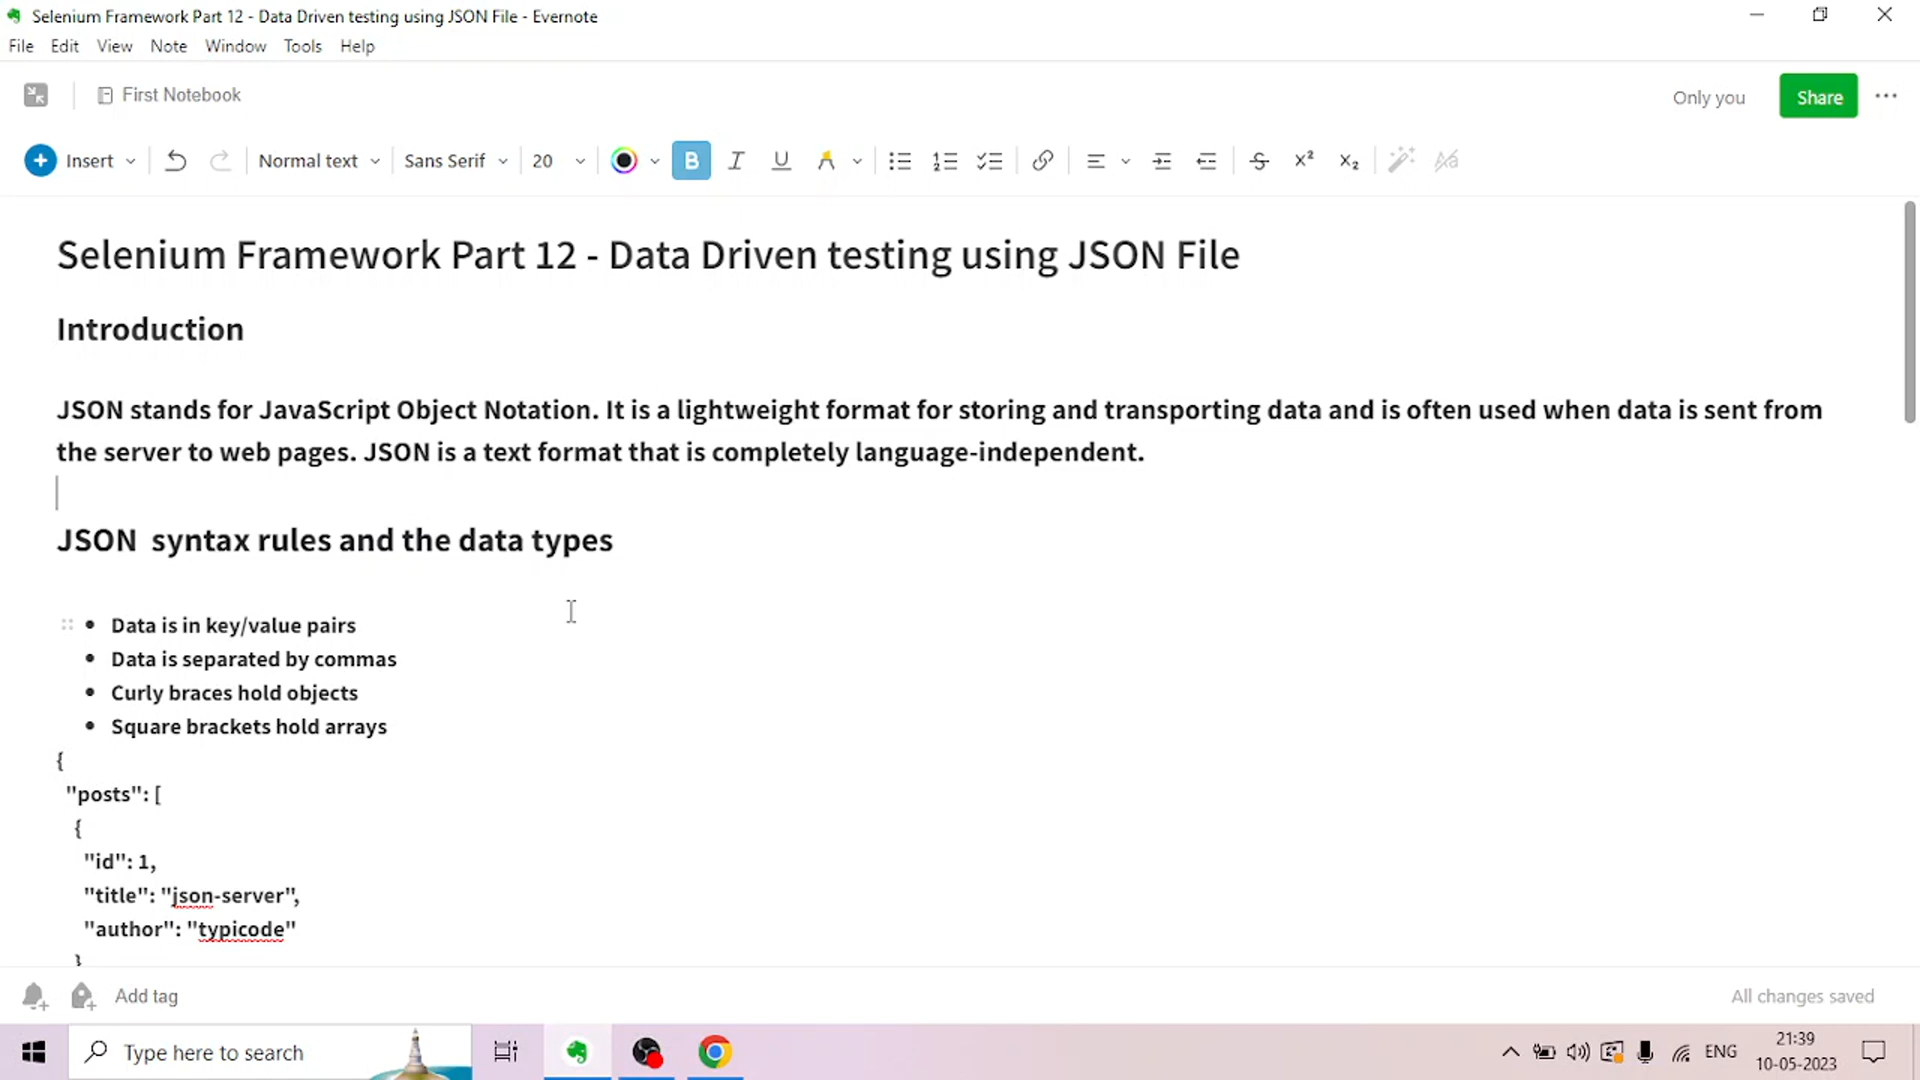 Selenium Framework Part 12 - Data Driven testing using JSON File - Evernote
File Edit View Note Window Tools Help
First Notebook
Only you
Share
Insert
Normal text
Sans Serif
20
Selenium Framework Part 12 - Data Driven testing using JSON File
Introduction
JSON stands for JavaScript Object Notation. It is a lightweight format for storing and transporting data and is often used when data is sent from
the server to web pages. JSON is a text format that is completely language-independent.
JSON  syntax rules and the data types
• Data is in key/value pairs
• Data is separated by commas
• Curly braces hold objects
• Square brackets hold arrays
{
"posts": [
{
"id": 1,
"title": "json-server",
"author": "typicode"
}
Add tag
All changes saved
Type here to search
ENG
21:39
10-05-2023